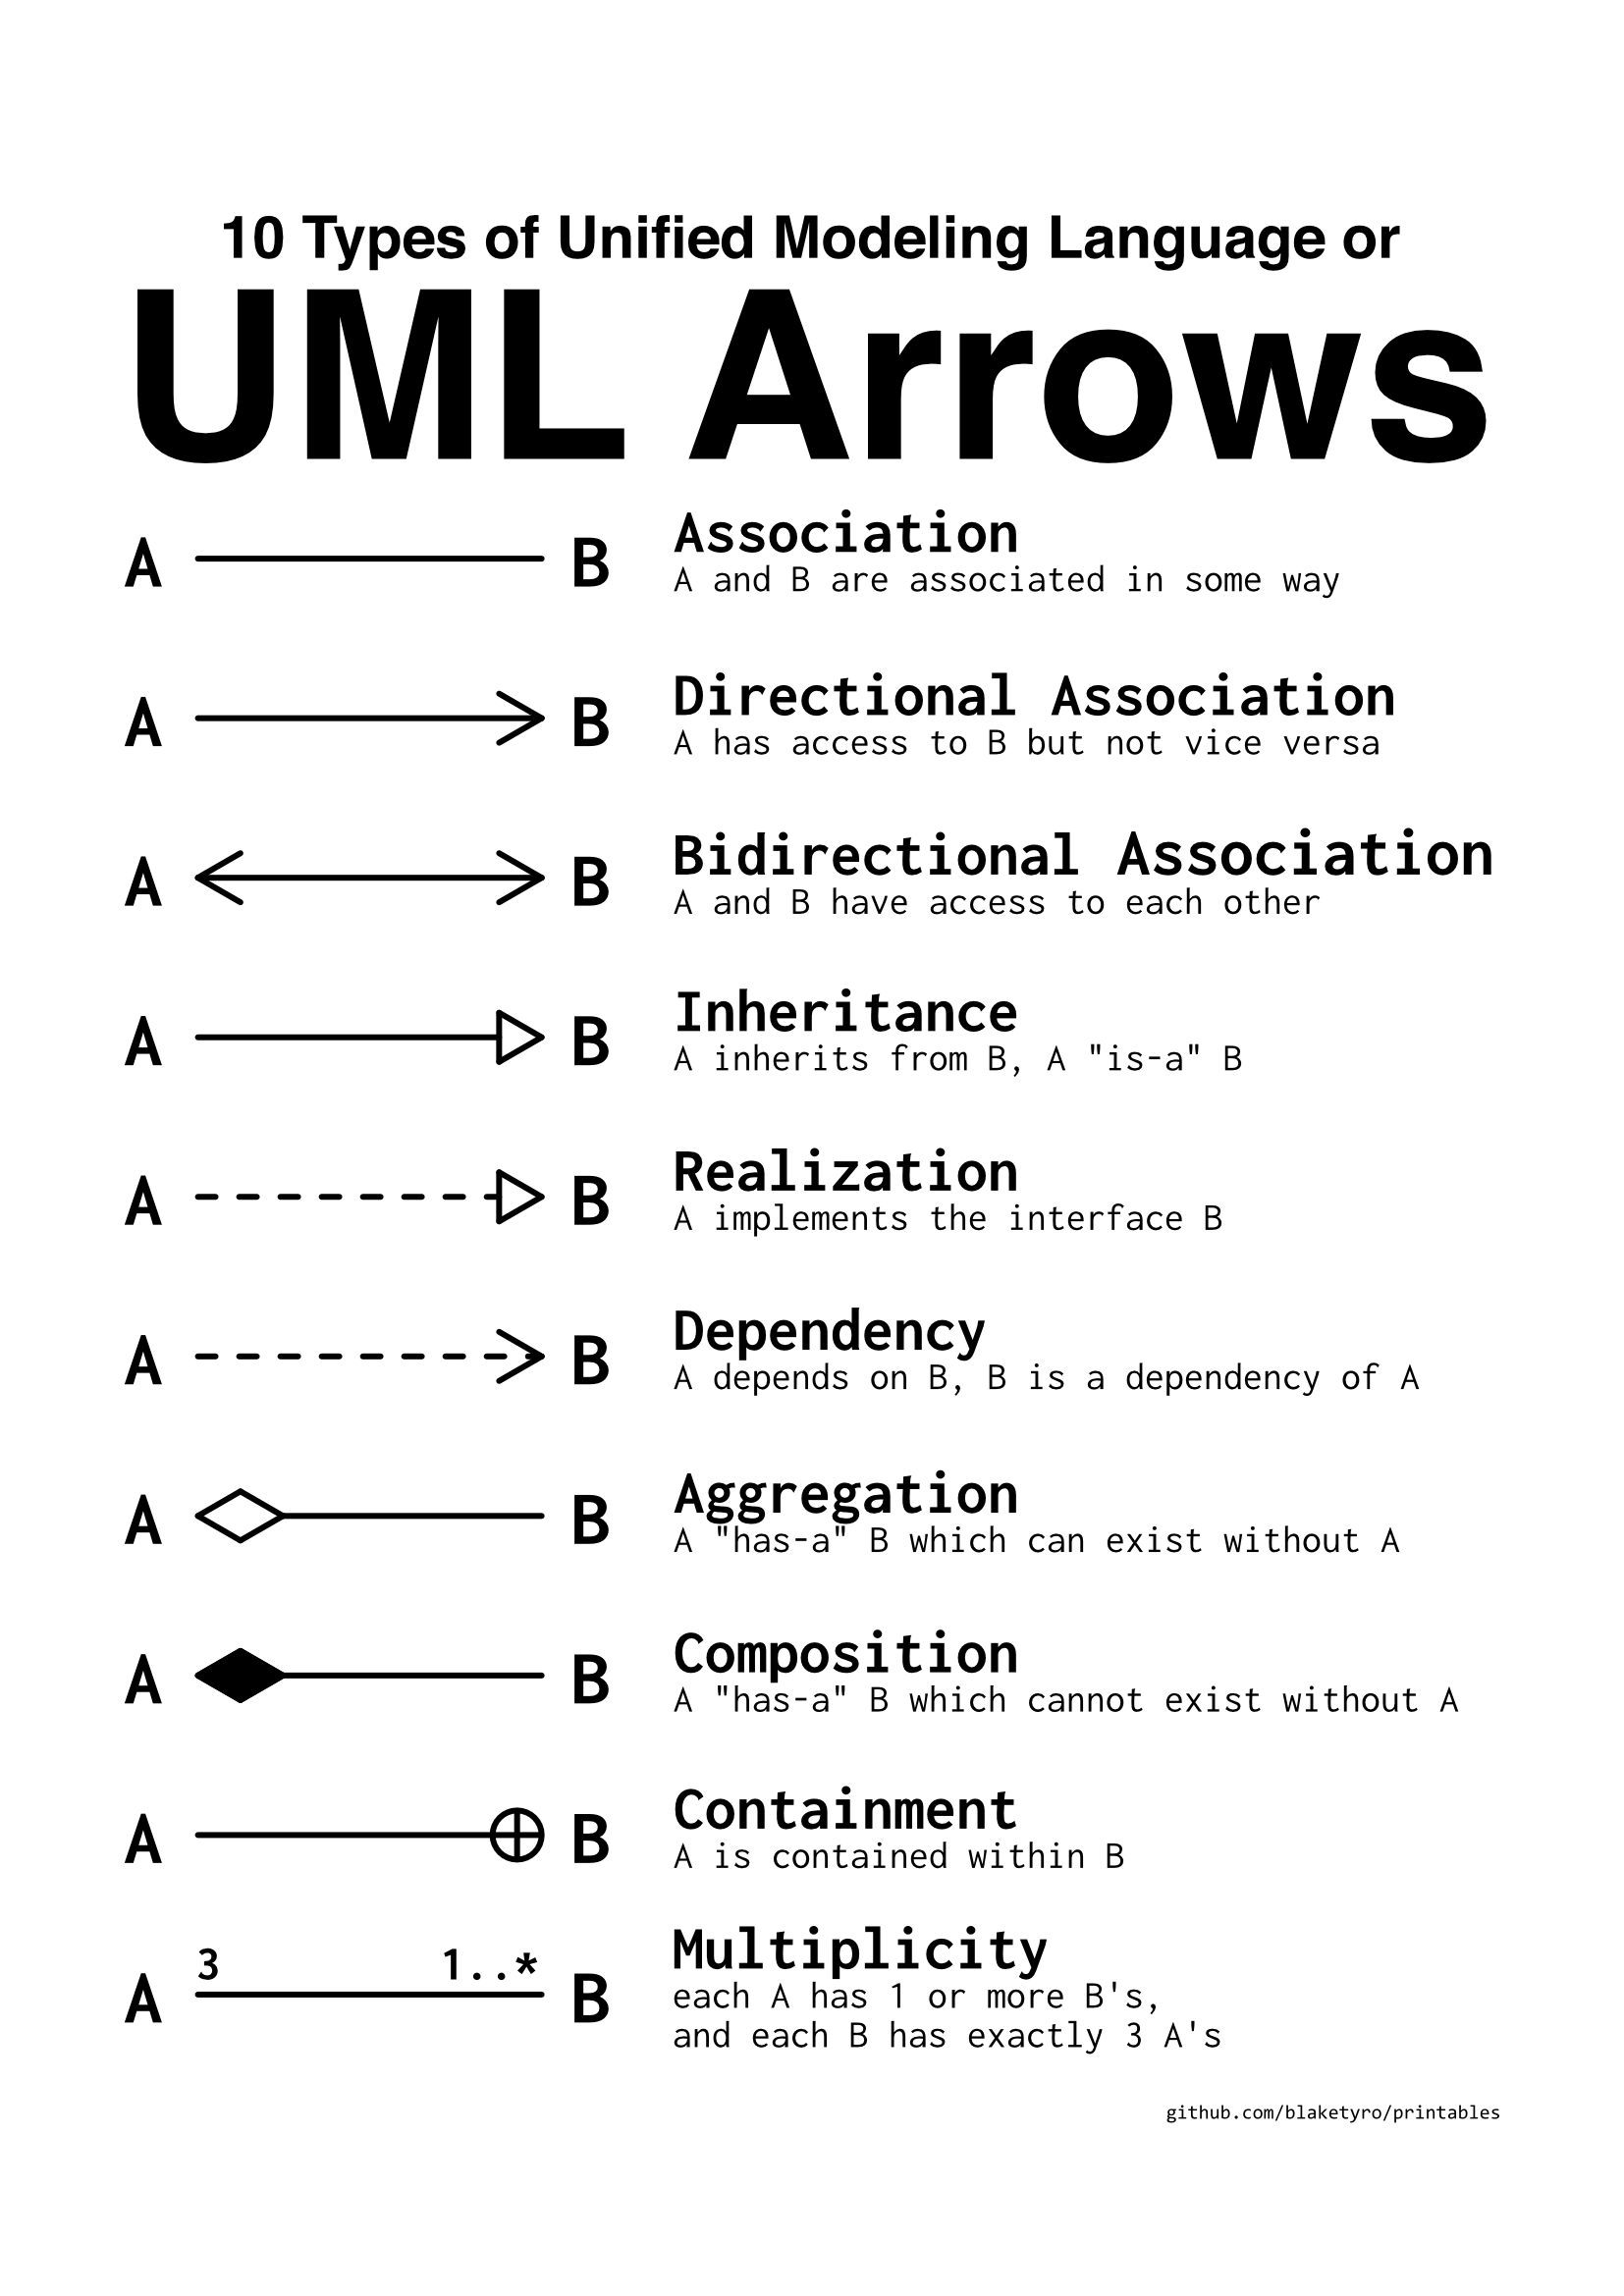 10 Types of Unified Modeling Language or
UML Arrows
A B Association
A and B are associated in some way
A B Directional Association
A has access to B but not vice versa
A B Bidirectional Association
A and B have access to each other
A B Inheritance
A inherits from B, A "is-a" B
A B Realization
A implements the interface B
A B Dependency
A depends on B, B is a dependency of A
A B Aggregation
A "has-a" B which can exist without A
A B Composition
A "has-a" B which cannot exist without A
A B Containment
A is contained within B
A 3 1..* B Multiplicity
each A has 1 or more B's,
and each B has exactly 3 A's
github.com/blaketyro/printables